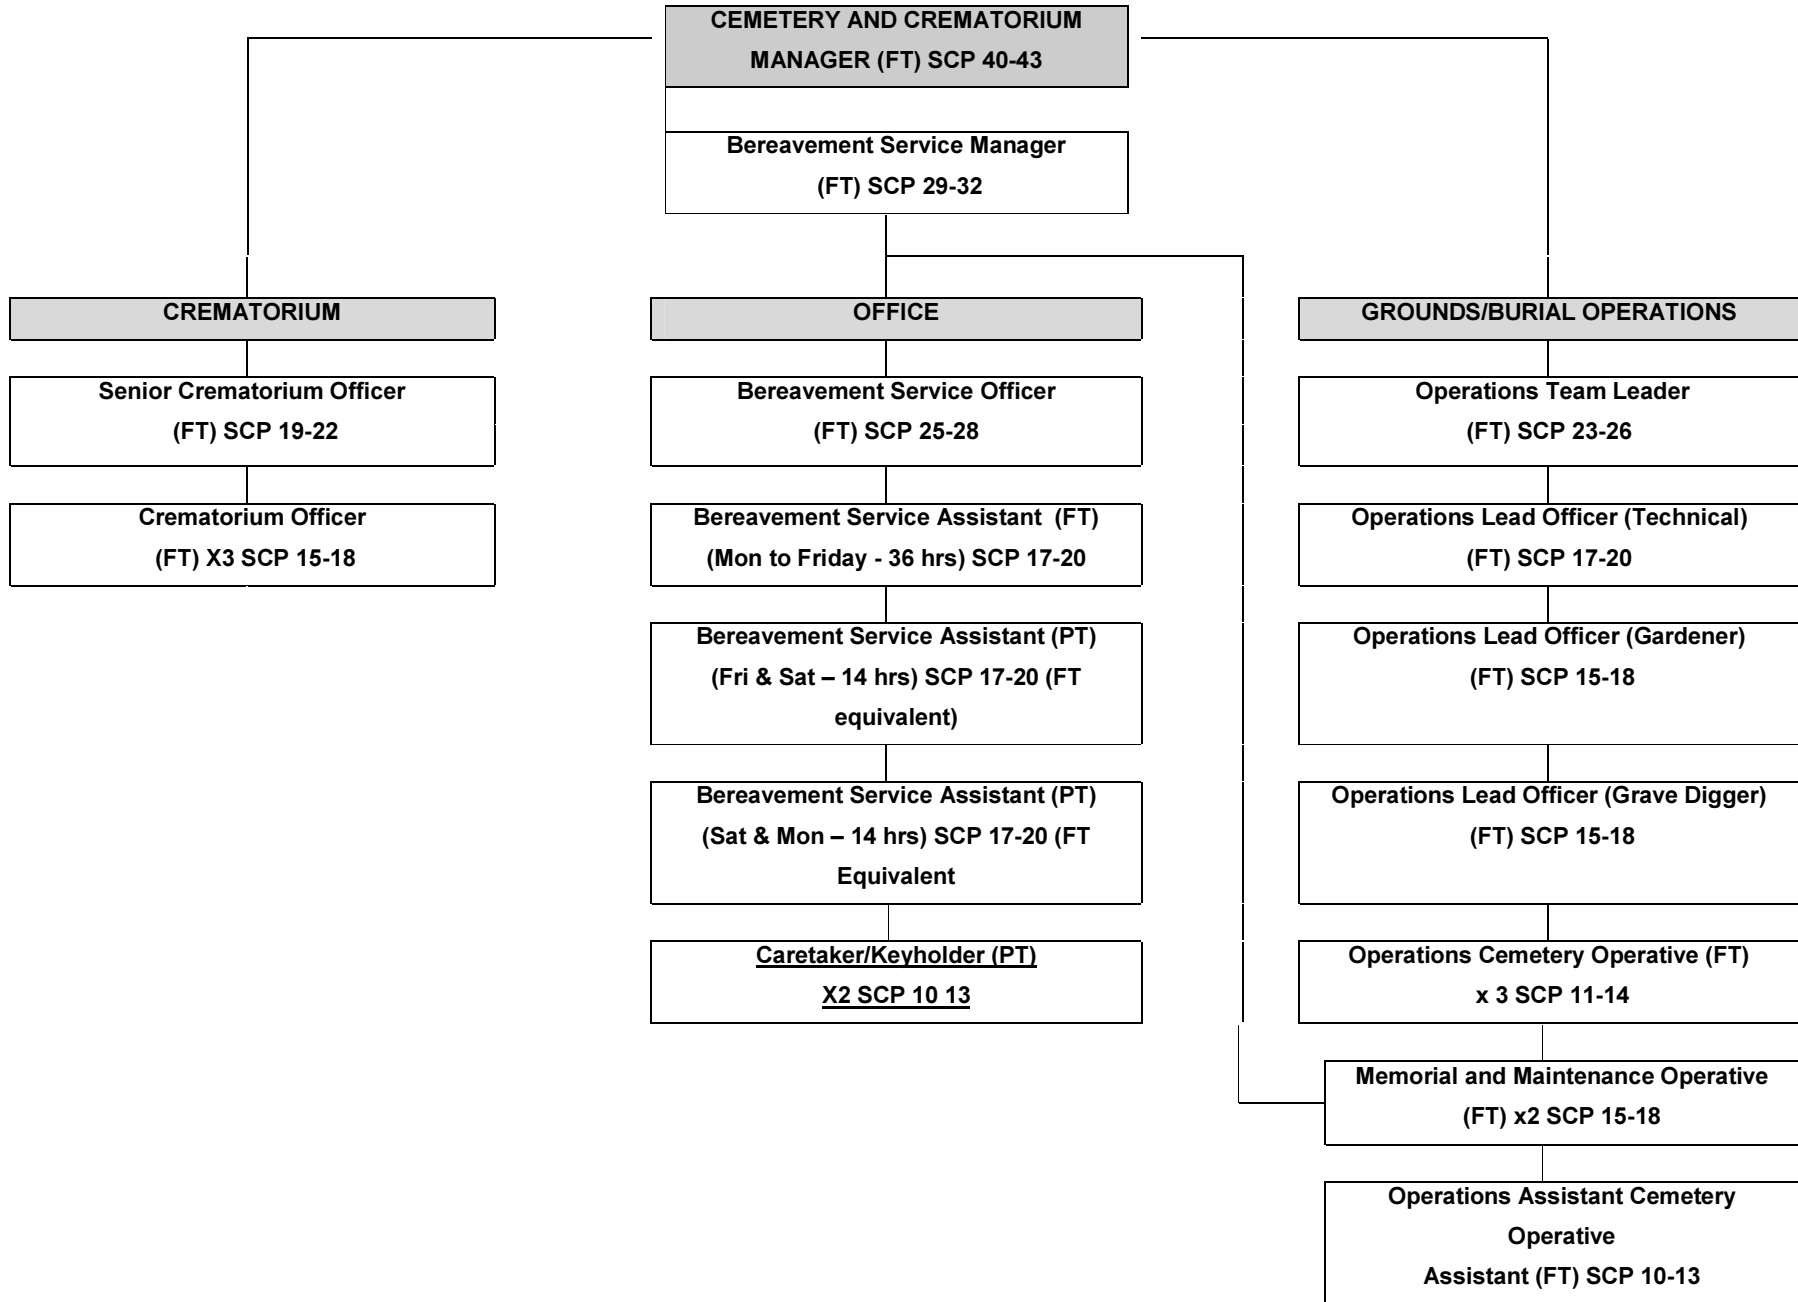 CEMETERY AND CREMATORIUM
MANAGER (FT) SCP 40-43
Bereavement Service Manager
(FT) SCP 29-32
CREMATORIUM
Senior Crematorium Officer
(FT) SCP 19-22
Crematorium Officer
(FT) X3 SCP 15-18
OFFICE
Bereavement Service Officer
(FT) SCP 25-28
Bereavement Service Assistant (FT)
(Mon to Friday - 36 hrs) SCP 17-20
Bereavement Service Assistant (PT)
(Fri & Sat – 14 hrs) SCP 17-20 (FT
equivalent)
Bereavement Service Assistant (PT)
(Sat & Mon – 14 hrs) SCP 17-20 (FT
Equivalent
Caretaker/Keyholder (PT)
X2 SCP 10 13
GROUNDS/BURIAL OPERATIONS
Operations Team Leader
(FT) SCP 23-26
Operations Lead Officer (Technical)
(FT) SCP 17-20
Operations Lead Officer (Gardener)
(FT) SCP 15-18
Operations Lead Officer (Grave Digger)
(FT) SCP 15-18
Operations Cemetery Operative (FT)
x 3 SCP 11-14
Memorial and Maintenance Operative
(FT) x2 SCP 15-18
Operations Assistant Cemetery
Operative
Assistant (FT) SCP 10-13